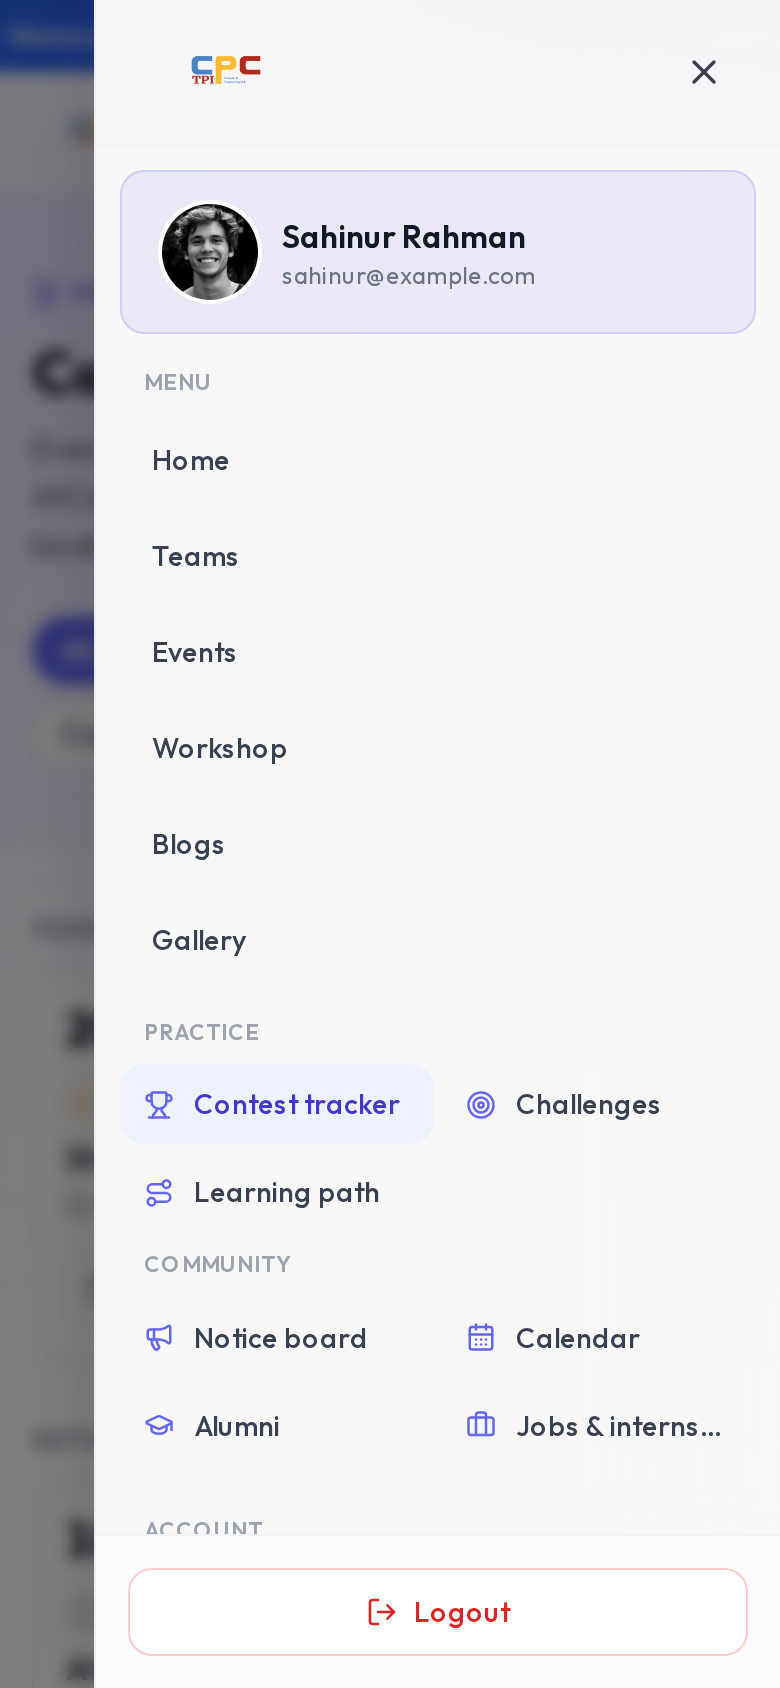 CPC
TPI
Sahinur Rahman
sahinur@example.com
MENU
Home
Teams
Events
Workshop
Blogs
Gallery
PRACTICE
Contest tracker
Challenges
Learning path
COMMUNITY
Notice board
Calendar
Alumni
Jobs & interns...
ACCOUNT
Logout